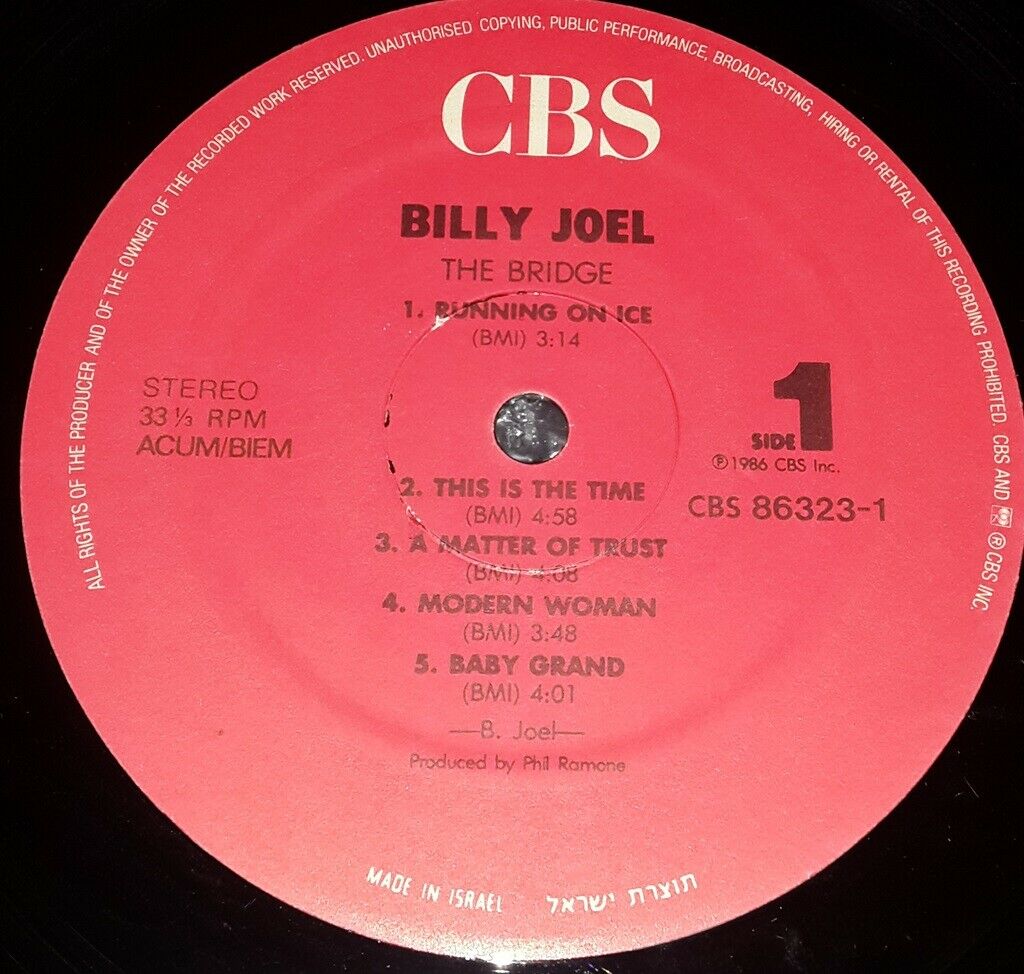 ALL RIGHTS OF THE PRODUCER AND OF THE OWNER OF THE RECORDED WORK RESERVED. UNAUTHORISED COPYING, PUBLIC PERFORMANCE, BROADCASTING, HIRING OR RENTAL OF THIS RECORDING PROHIBITED. CBS AND ® CBS INC.
CBS
BILLY JOEL
THE BRIDGE
1. RUNNING ON ICE
(BMI) 3:14
STEREO
33 ⅓ RPM
ACUM/BIEM
SIDE 1
℗ 1986 CBS Inc.
CBS 86323-1
2. THIS IS THE TIME
(BMI) 4:58
3. A MATTER OF TRUST
(BMI) 4:08
4. MODERN WOMAN
(BMI) 3:48
5. BABY GRAND
(BMI) 4:01
—B. Joel—
Produced by Phil Ramone
MADE IN ISRAEL תוצרת ישראל